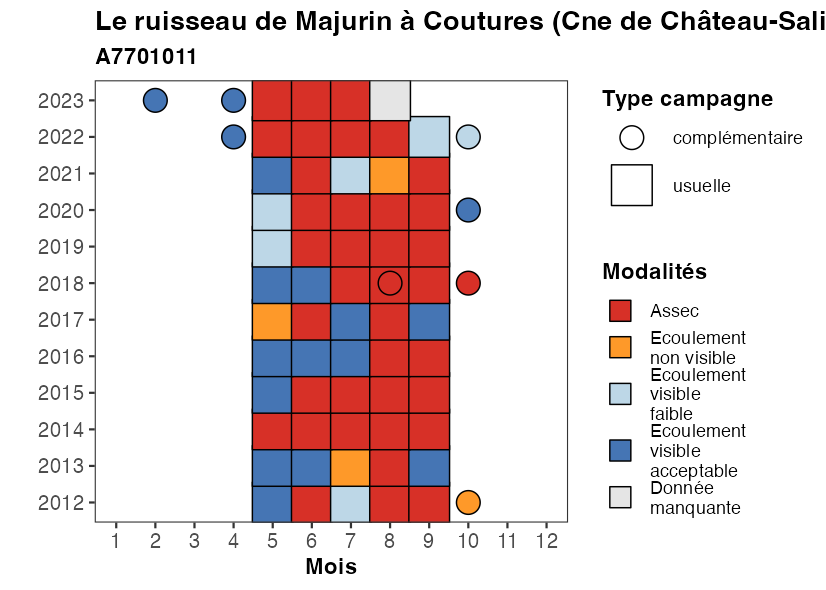 Le ruisseau de Majurin à Coutures (Cne de Château-Sali
A7701011
2023
2022
2021
2020
2019
2018
2017
2016
2015
2014
2013
2012
1 2 3 4 5 6 7 8 9 10 11 12
Mois
Type campagne
complémentaire
usuelle
Modalités
Assec
Ecoulement
non visible
Ecoulement
visible
faible
Ecoulement
visible
acceptable
Donnée
manquante